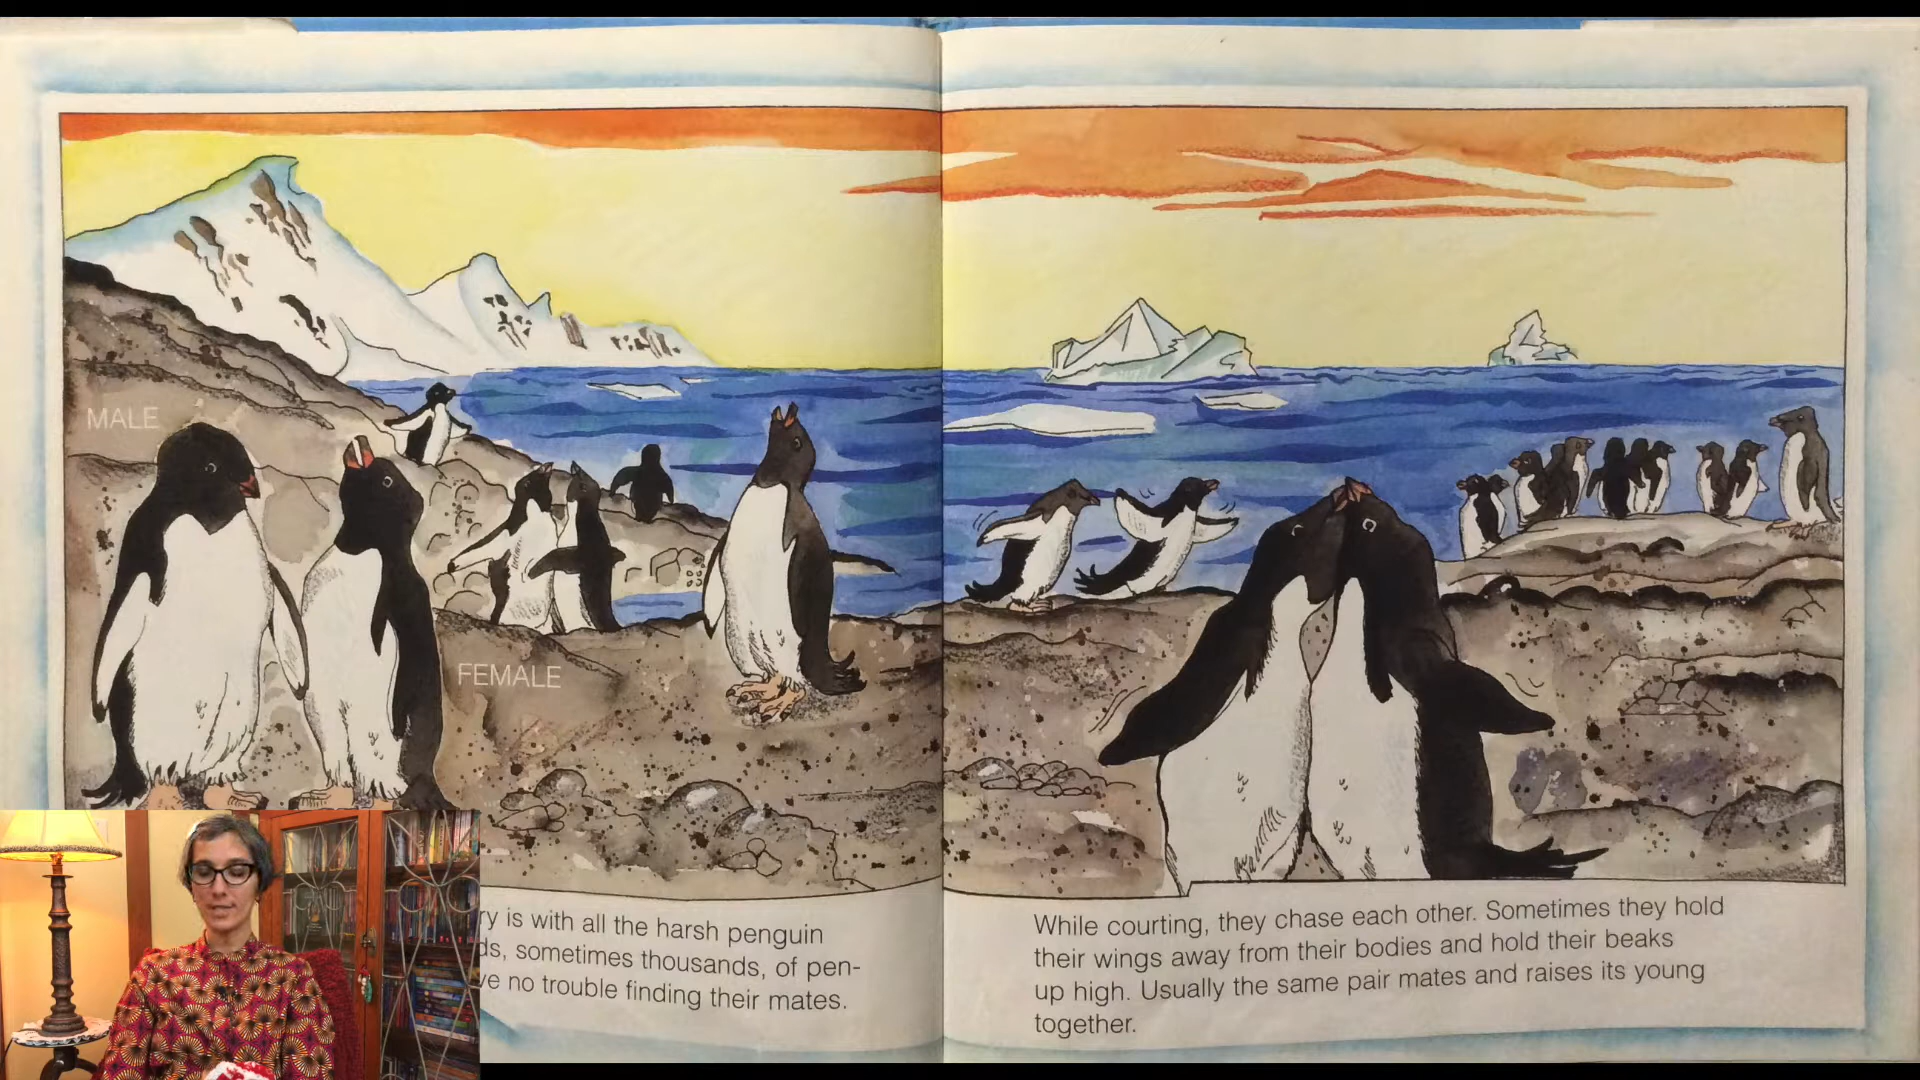 MALE
FEMALE
is with all the harsh penguin
sometimes thousands, of pen-
no trouble finding their mates.
While courting, they chase each other. Sometimes they hold
their wings away from their bodies and hold their beaks
up high. Usually the same pair mates and raises its young
together.